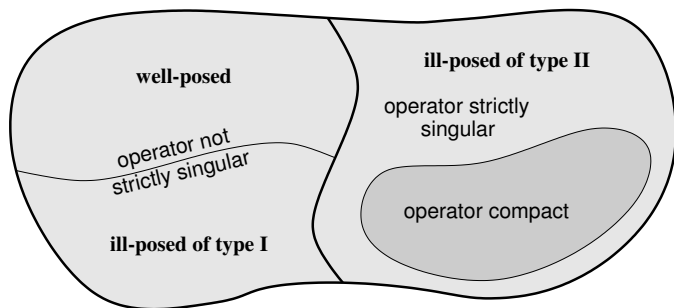 well-posed
operator not
strictly singular
ill-posed of type I
ill-posed of type II
operator strictly
singular
operator compact